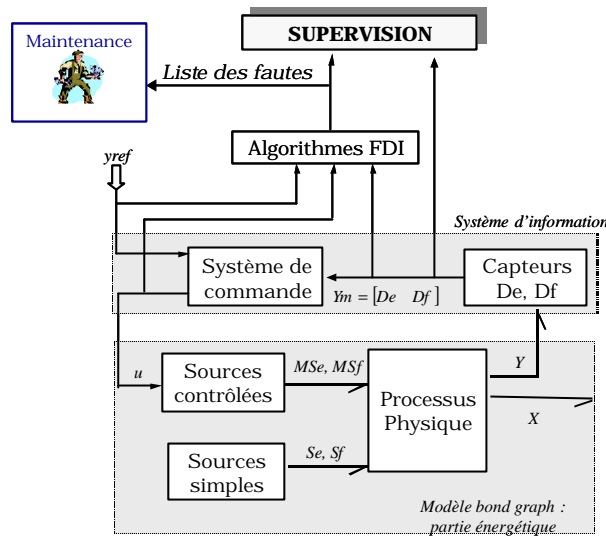 SUPERVISION
Maintenance
Liste des fautes
Algorithmes FDI
yref
Système d'information
Système de
commande
Ym = [De Df ]
Capteurs
De, Df
u
Sources
contrôlées
MSe, MSf
Processus
Physique
Y
X
Sources
simples
Se, Sf
Modèle bond graph :
partie énergétique